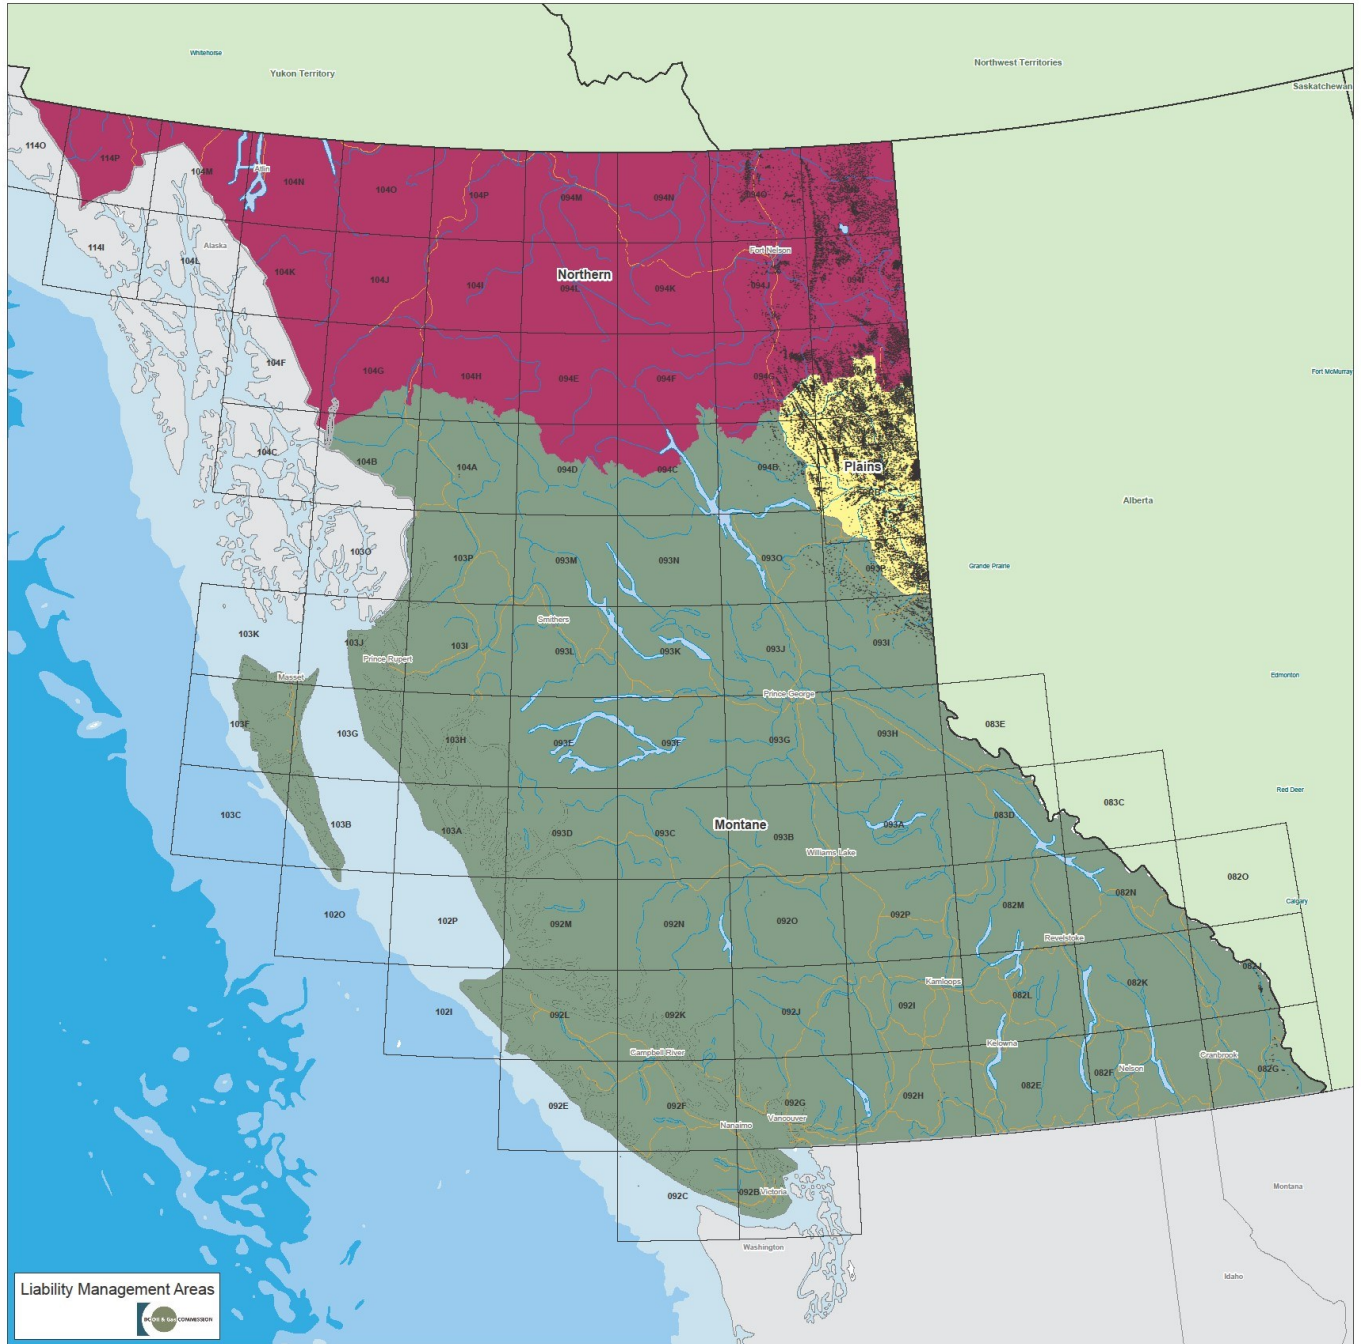 Whitehorse
Yukon Territory
Northwest Territories
Saskatchewan
114O
114P
104M
Atlin
104N
104O
104P
094M
094N
094O
114I
104L
Alaska
104K
104J
104I
Northern
094L
094K
Fort Nelson
094J
094I
104F
104G
104H
094E
094F
094G
Fort McMurray
104C
104B
104A
094D
094C
094B
Plains
Alberta
103O
103P
093M
093N
093O
093P
Grande Prairie
103K
103J
Prince Rupert
103I
Smithers
093L
093K
093J
093I
Masset
Prince George
Edmonton
103F
103G
103H
093E
093F
093G
093H
083E
103C
103B
103A
093D
093C
Montane
093B
Williams Lake
093A
083D
083C
Red Deer
102O
102P
092M
092N
092O
092P
082M
Revelstoke
082N
082O
Calgary
102I
092L
092K
092J
092I
Kamloops
082L
082K
082J
Campbell River
Kelowna
Cranbrook
092E
092F
Nanaimo
092G
Vancouver
092H
082E
082F
Nelson
082G
092C
092B
Victoria
Washington
Montana
Idaho
Liability Management Areas
BC Oil & Gas COMMISSION